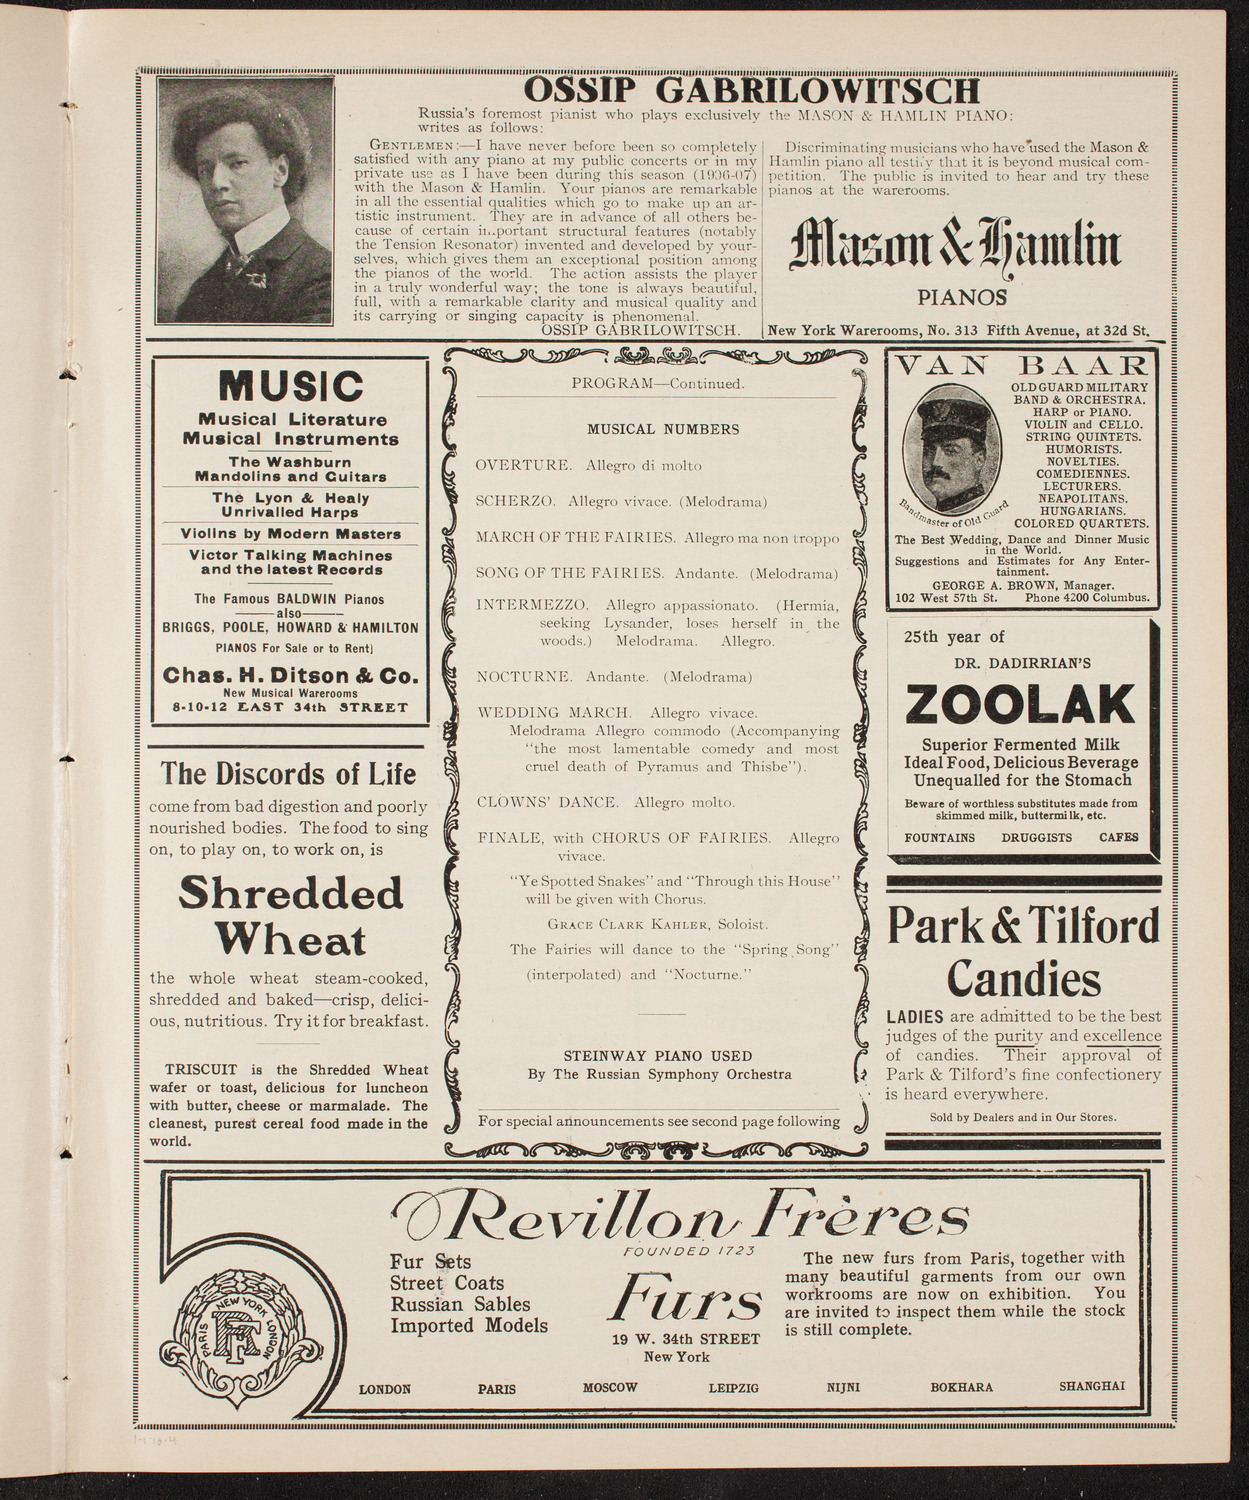 OSSIP GABRILOWITSCH
Russia's foremost pianist who plays exclusively the MASON & HAMLIN PIANO:
writes as follows:
GENTLEMEN:—I have never before been so completely
satisfied with any piano at my public concerts or in my
private use as I have been during this season (1906-07)
with the Mason & Hamlin. Your pianos are remarkable
in all the essential qualities which go to make up an ar-
tistic instrument. They are in advance of all others be-
cause of certain important structural features (notably
the Tension Resonator) invented and developed by your-
selves, which gives them an exceptional position among
the pianos of the world. The action assists the player
in a truly wonderful way; the tone is always beautiful,
full, with a remarkable clarity and musical quality and
its carrying or singing capacity is phenomenal.
OSSIP GABRILOWITSCH.
Discriminating musicians who have used the Mason &
Hamlin piano all testify that it is beyond musical com-
petition. The public is invited to hear and try these
pianos at the warerooms.
Mason & Hamlin
PIANOS
New York Warerooms, No. 313 Fifth Avenue, at 32d St.
MUSIC
Musical Literature
Musical Instruments
The Washburn
Mandolins and Guitars
The Lyon & Healy
Unrivalled Harps
Violins by Modern Masters
Victor Talking Machines
and the latest Records
The Famous BALDWIN Pianos
also
BRIGGS, POOLE, HOWARD & HAMILTON
PIANOS For Sale or to Rent
Chas. H. Ditson & Co.
New Musical Warerooms
8-10-12 EAST 34th STREET
The Discords of Life
come from bad digestion and poorly
nourished bodies. The food to sing
on, to play on, to work on, is
Shredded
Wheat
the whole wheat steam-cooked,
shredded and baked—crisp, delici-
ous, nutritious. Try it for breakfast.
TRISCUIT is the Shredded Wheat
wafer or toast, delicious for luncheon
with butter, cheese or marmalade. The
cleanest, purest cereal food made in the
world.
PROGRAM—Continued.
MUSICAL NUMBERS
OVERTURE. Allegro di molto
SCHERZO. Allegro vivace. (Melodrama)
MARCH OF THE FAIRIES. Allegro ma non troppo
SONG OF THE FAIRIES. Andante. (Melodrama)
INTERMEZZO. Allegro appassionato. (Hermia,
seeking Lysander, loses herself in the
woods.) Melodrama. Allegro.
NOCTURNE. Andante. (Melodrama)
WEDDING MARCH. Allegro vivace.
Melodrama Allegro commodo (Accompanying
"the most lamentable comedy and most
cruel death of Pyramus and Thisbe").
CLOWNS' DANCE. Allegro molto.
FINALE, with CHORUS OF FAIRIES. Allegro
vivace.
"Ye Spotted Snakes" and "Through this House"
will be given with Chorus.
GRACE CLARK KAHLER, Soloist.
The Fairies will dance to the "Spring Song"
(interpolated) and "Nocturne."
STEINWAY PIANO USED
By The Russian Symphony Orchestra
For special announcements see second page following
VAN BAAR
OLD GUARD MILITARY
BAND & ORCHESTRA.
HARP or PIANO.
VIOLIN and CELLO.
STRING QUINTETS.
HUMORISTS.
NOVELTIES.
COMEDIENNES.
LECTURERS.
NEAPOLITANS.
HUNGARIANS.
COLORED QUARTETS.
Bandmaster of Old Guard
The Best Wedding, Dance and Dinner Music
in the World.
Suggestions and Estimates for Any Enter-
tainment.
GEORGE A. BROWN, Manager.
102 West 57th St. Phone 4200 Columbus.
25th year of
DR. DADIRRIAN'S
ZOOLAK
Superior Fermented Milk
Ideal Food, Delicious Beverage
Unequalled for the Stomach
Beware of worthless substitutes made from
skimmed milk, buttermilk, etc.
FOUNTAINS DRUGGISTS CAFES
Park & Tilford
Candies
LADIES are admitted to be the best
judges of the purity and excellence
of candies. Their approval of
Park & Tilford's fine confectionery
is heard everywhere.
Sold by Dealers and in Our Stores.
Revillon Frères
FOUNDED 1723
Fur Sets
Street Coats
Russian Sables
Imported Models
Furs
19 W. 34th STREET
New York
The new furs from Paris, together with
many beautiful garments from our own
workrooms are now on exhibition. You
are invited to inspect them while the stock
is still complete.
PARIS NEW YORK LONDON
RF
LONDON PARIS MOSCOW LEIPZIG NIJNI BOKHARA SHANGHAI